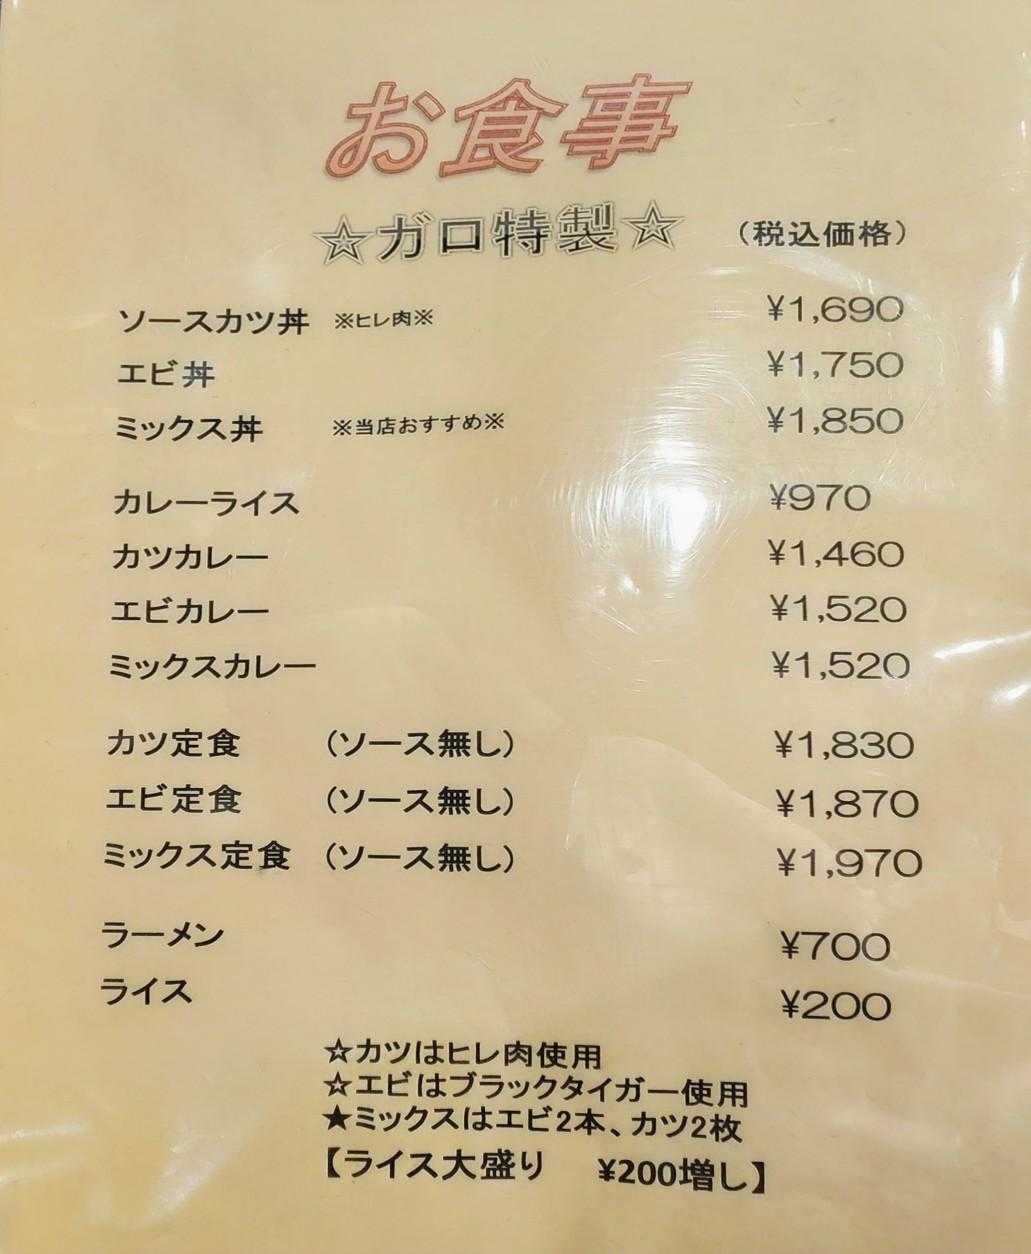 お食事
☆ガロ特製☆ (税込価格)
ソースカツ丼 ※ヒレ肉※ ¥1,690
エビ丼 ¥1,750
ミックス丼 ※当店おすすめ※ ¥1,850
カレーライス ¥970
カツカレー ¥1,460
エビカレー ¥1,520
ミックスカレー ¥1,520
カツ定食 (ソース無し) ¥1,830
エビ定食 (ソース無し) ¥1,870
ミックス定食 (ソース無し) ¥1,970
ラーメン ¥700
ライス ¥200
☆カツはヒレ肉使用
☆エビはブラックタイガー使用
★ミックスはエビ2本、カツ2枚
【ライス大盛り ¥200増し】